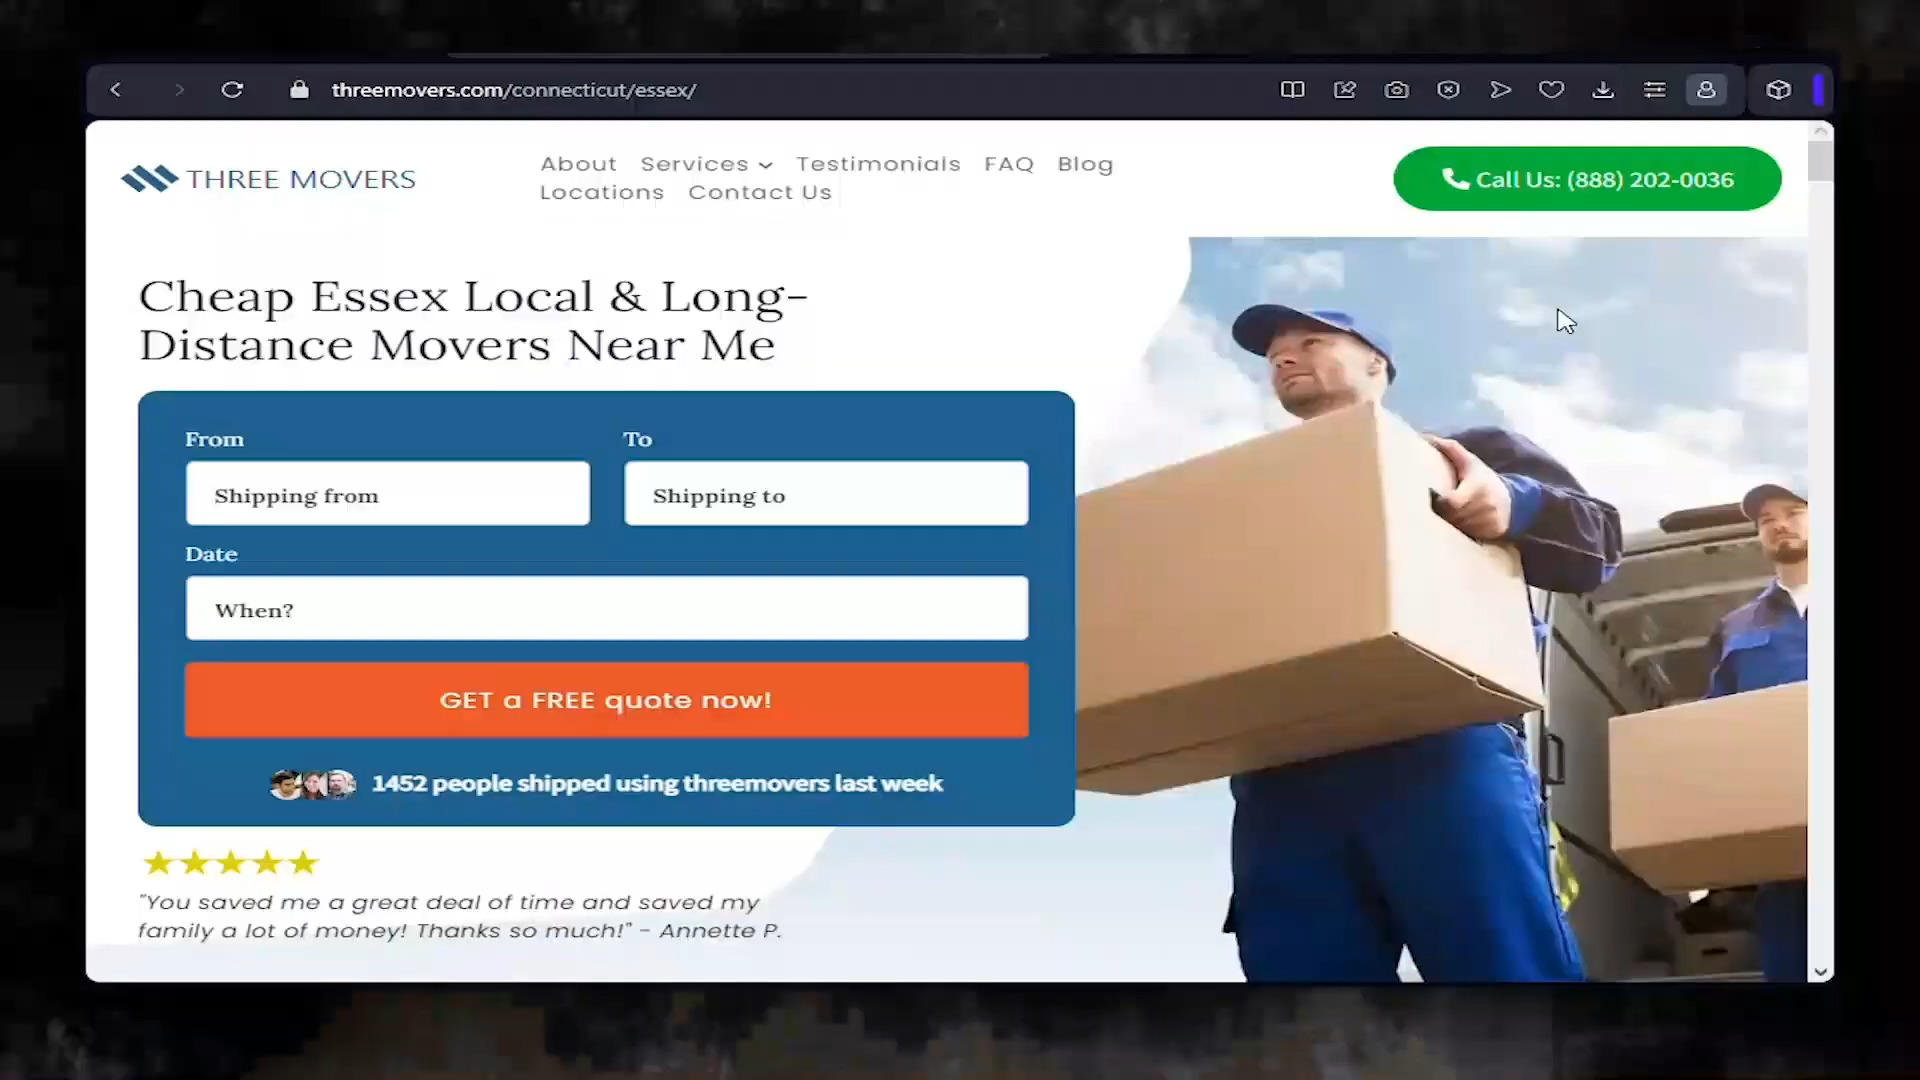 threemovers.com/connecticut/essex/
THREE MOVERS
About Services Testimonials FAQ Blog
Locations Contact Us
Call Us: (888) 202-0036
Cheap Essex Local & Long-
Distance Movers Near Me
From
To
Shipping from
Shipping to
Date
When?
GET a FREE quote now!
1452 people shipped using threemovers last week
"You saved me a great deal of time and saved my
family a lot of money! Thanks so much!" - Annette P.